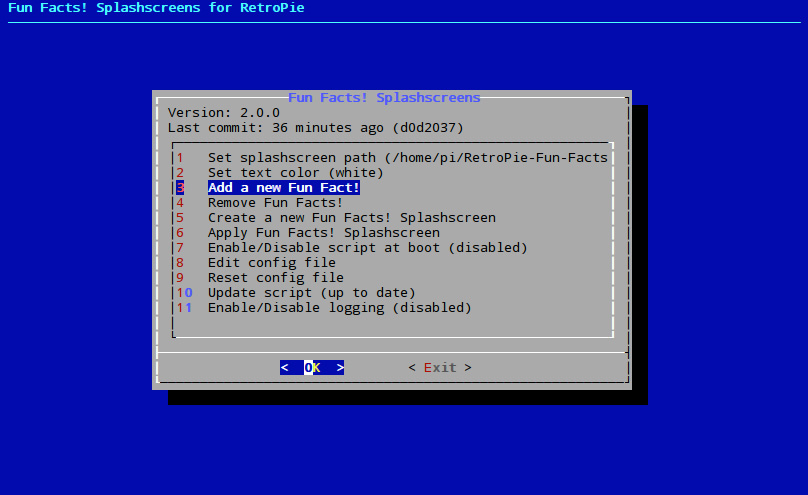 Fun Facts! Splashscreens for RetroPie
Fun Facts! Splashscreens
Version: 2.0.0
Last commit: 36 minutes ago (d0d2037)
1 Set splashscreen path (/home/pi/RetroPie-Fun-Facts
2 Set text color (white)
3 Add a new Fun Fact!
4 Remove Fun Facts!
5 Create a new Fun Facts! Splashscreen
6 Apply Fun Facts! Splashscreen
7 Enable/Disable script at boot (disabled)
8 Edit config file
9 Reset config file
10 Update script (up to date)
11 Enable/Disable logging (disabled)
< OK > < Exit >